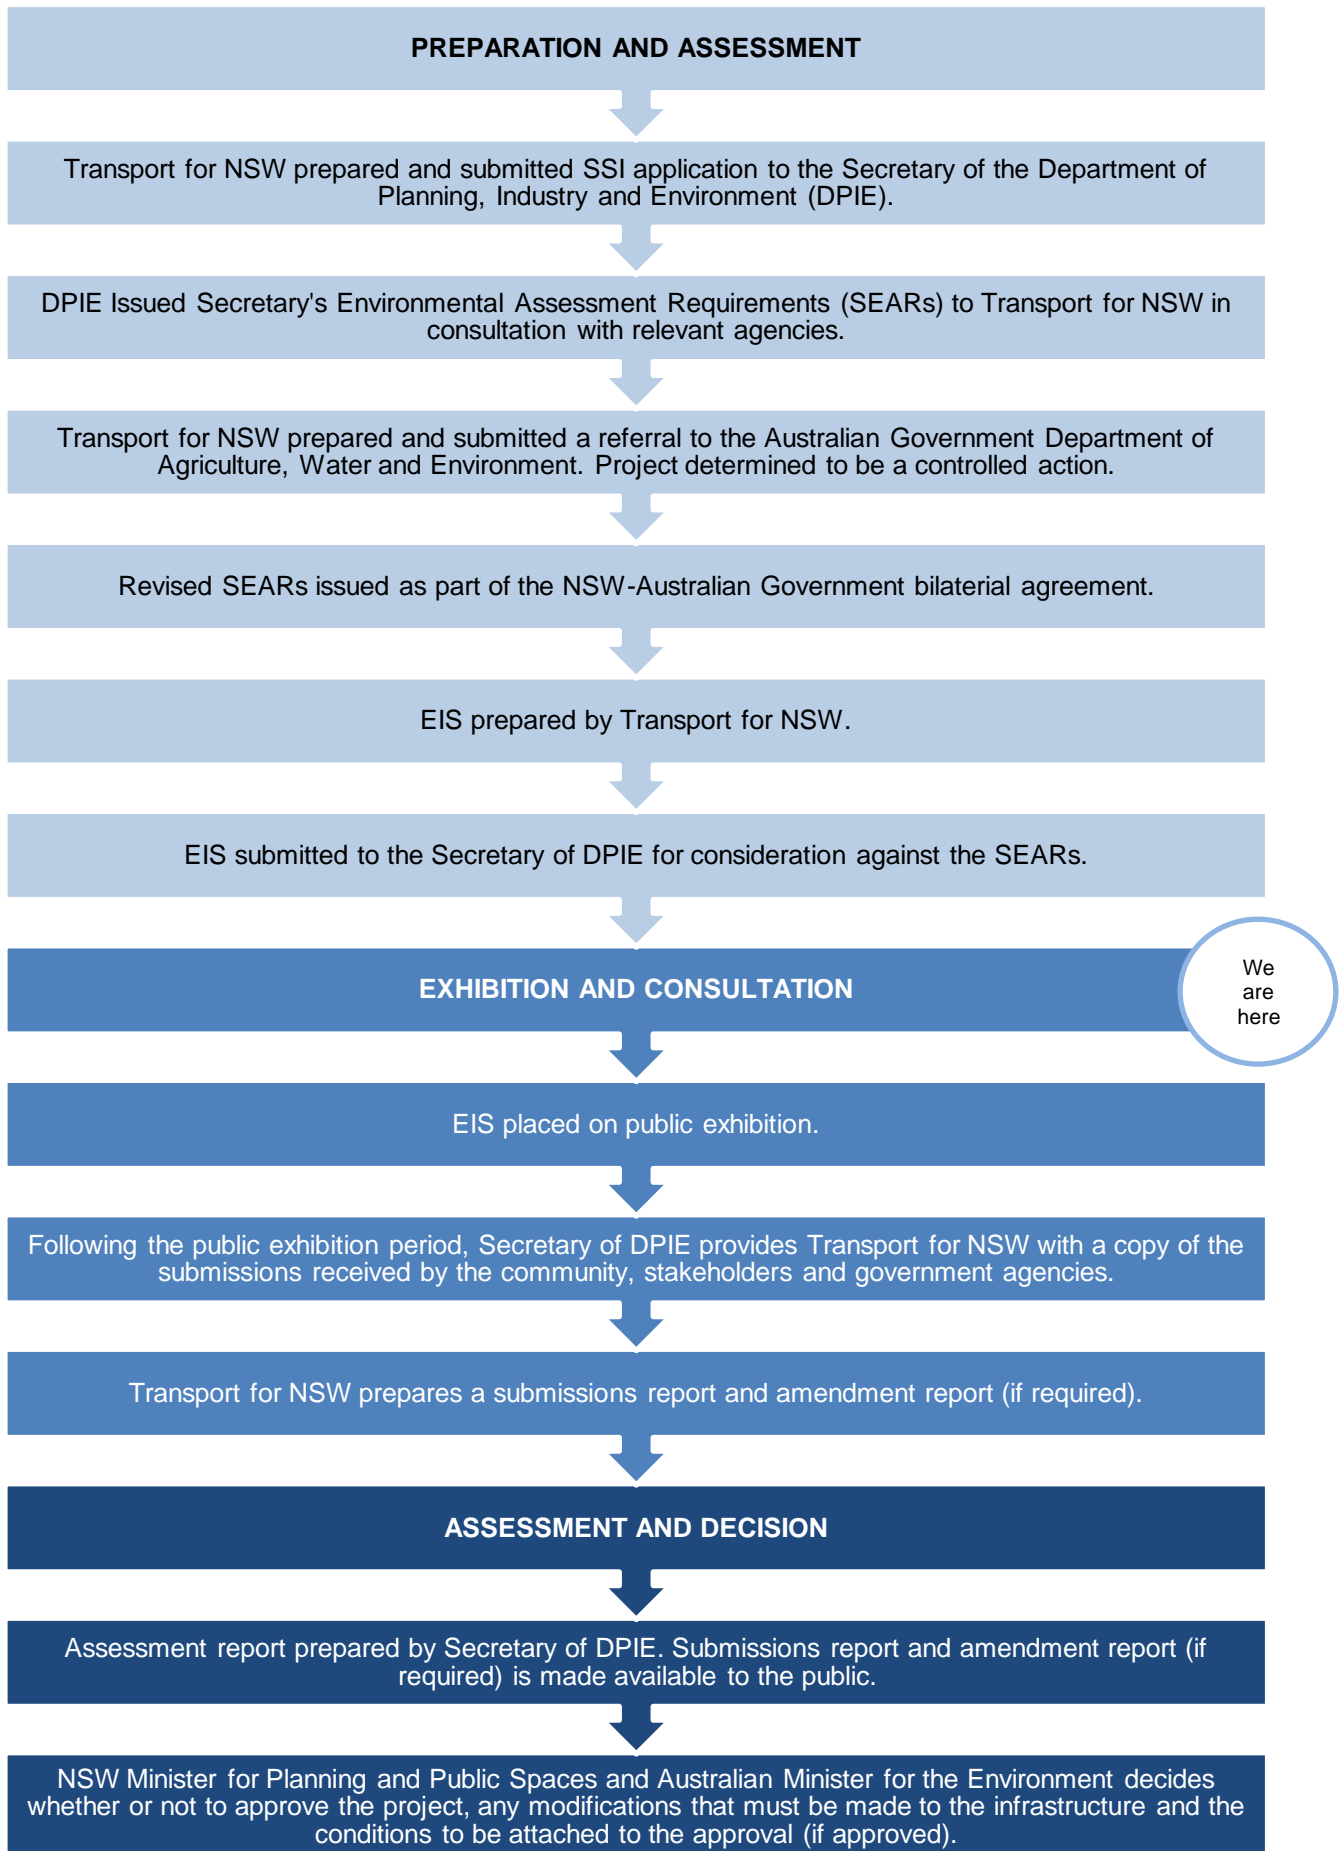 PREPARATION AND ASSESSMENT
Transport for NSW prepared and submitted SSI application to the Secretary of the Department of
Planning, Industry and Environment (DPIE).
DPIE Issued Secretary's Environmental Assessment Requirements (SEARs) to Transport for NSW in
consultation with relevant agencies.
Transport for NSW prepared and submitted a referral to the Australian Government Department of
Agriculture, Water and Environment. Project determined to be a controlled action.
Revised SEARs issued as part of the NSW-Australian Government bilaterial agreement.
EIS prepared by Transport for NSW.
EIS submitted to the Secretary of DPIE for consideration against the SEARs.
EXHIBITION AND CONSULTATION
We
are
here
EIS placed on public exhibition.
Following the public exhibition period, Secretary of DPIE provides Transport for NSW with a copy of the
submissions received by the community, stakeholders and government agencies.
Transport for NSW prepares a submissions report and amendment report (if required).
ASSESSMENT AND DECISION
Assessment report prepared by Secretary of DPIE. Submissions report and amendment report (if
required) is made available to the public.
NSW Minister for Planning and Public Spaces and Australian Minister for the Environment decides
whether or not to approve the project, any modifications that must be made to the infrastructure and the
conditions to be attached to the approval (if approved).